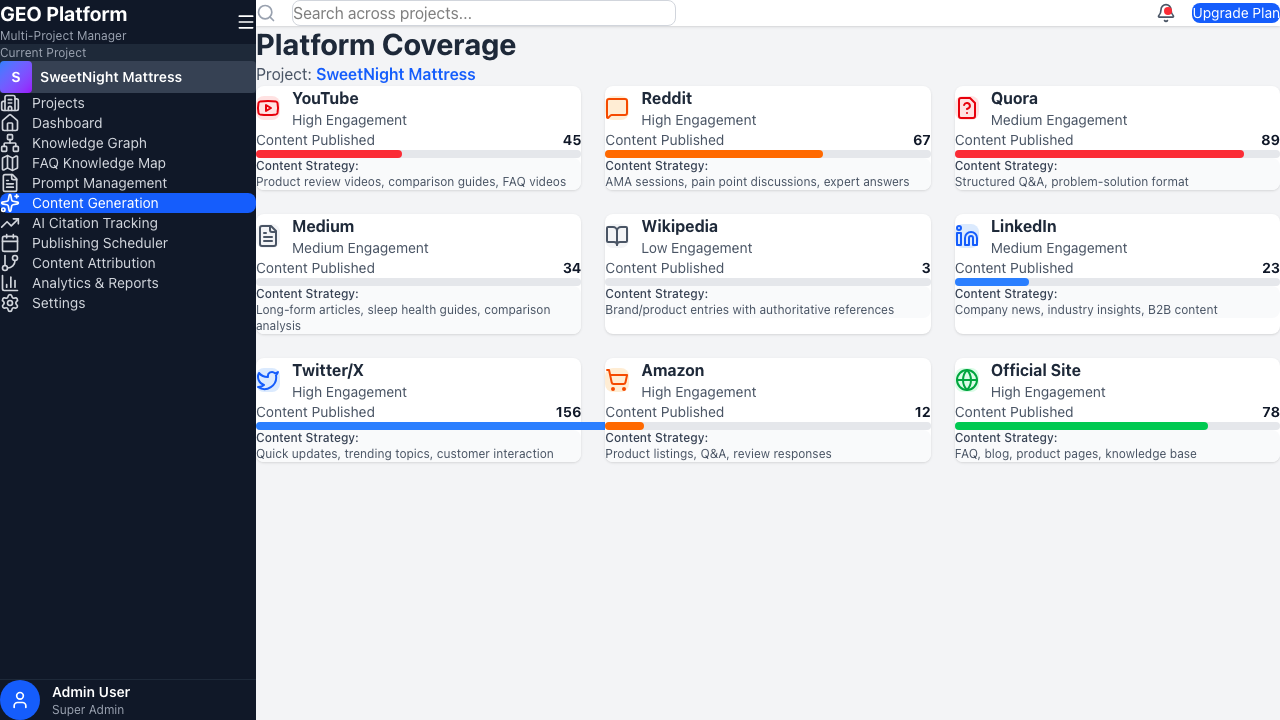 GEO Platform
Multi-Project Manager
Current Project
S SweetNight Mattress
Projects
Dashboard
Knowledge Graph
FAQ Knowledge Map
Prompt Management
Content Generation
AI Citation Tracking
Publishing Scheduler
Content Attribution
Analytics & Reports
Settings
Admin User
Super Admin
Search across projects...
Upgrade Plan
Platform Coverage
Project: SweetNight Mattress
YouTube
High Engagement
Content Published 45
Content Strategy:
Product review videos, comparison guides, FAQ videos
Reddit
High Engagement
Content Published 67
Content Strategy:
AMA sessions, pain point discussions, expert answers
Quora
Medium Engagement
Content Published 89
Content Strategy:
Structured Q&A, problem-solution format
Medium
Medium Engagement
Content Published 34
Content Strategy:
Long-form articles, sleep health guides, comparison
analysis
Wikipedia
Low Engagement
Content Published 3
Content Strategy:
Brand/product entries with authoritative references
LinkedIn
Medium Engagement
Content Published 23
Content Strategy:
Company news, industry insights, B2B content
Twitter/X
High Engagement
Content Published 156
Content Strategy:
Quick updates, trending topics, customer interaction
Amazon
High Engagement
Content Published 12
Content Strategy:
Product listings, Q&A, review responses
Official Site
High Engagement
Content Published 78
Content Strategy:
FAQ, blog, product pages, knowledge base